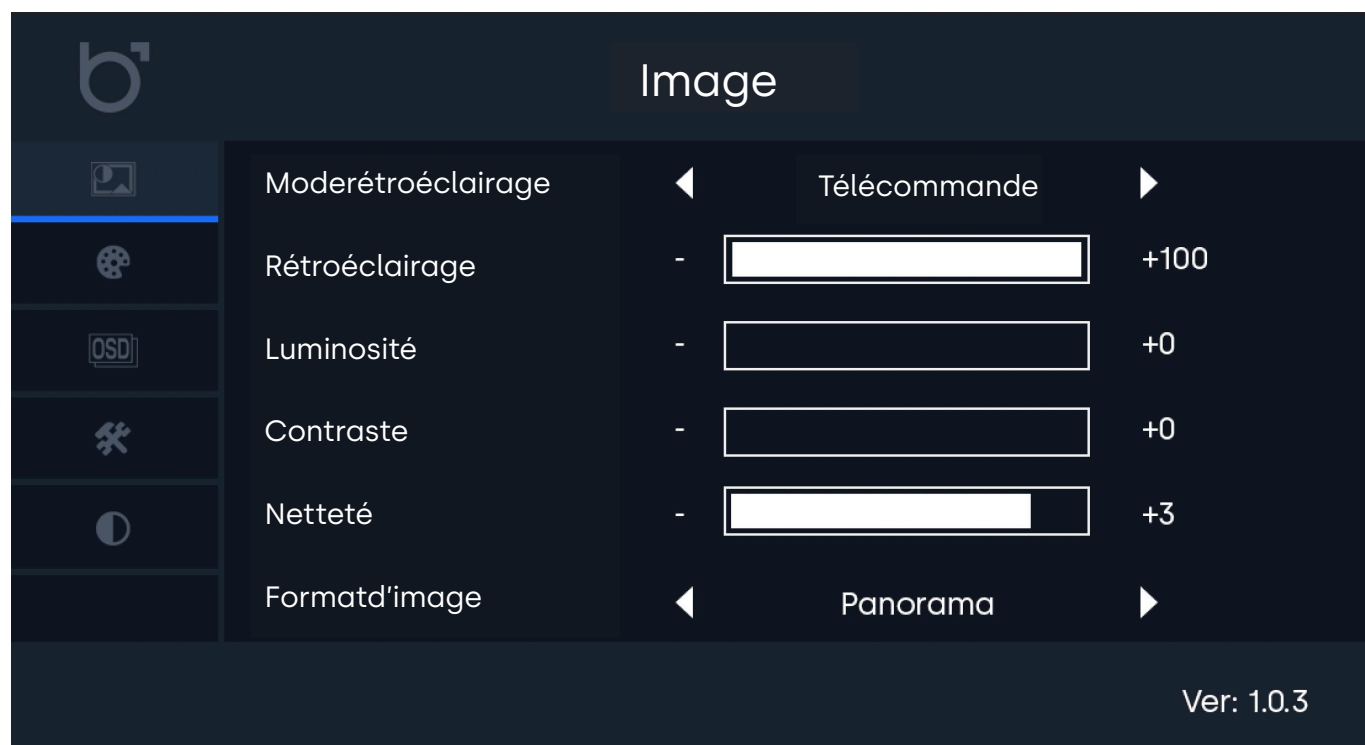 Image
Moderétroéclairage Télécommande
Rétroéclairage - +100
Luminosité - +0
OSD
Contraste - +0
Netteté - +3
Formatd'image Panorama
Ver: 1.0.3